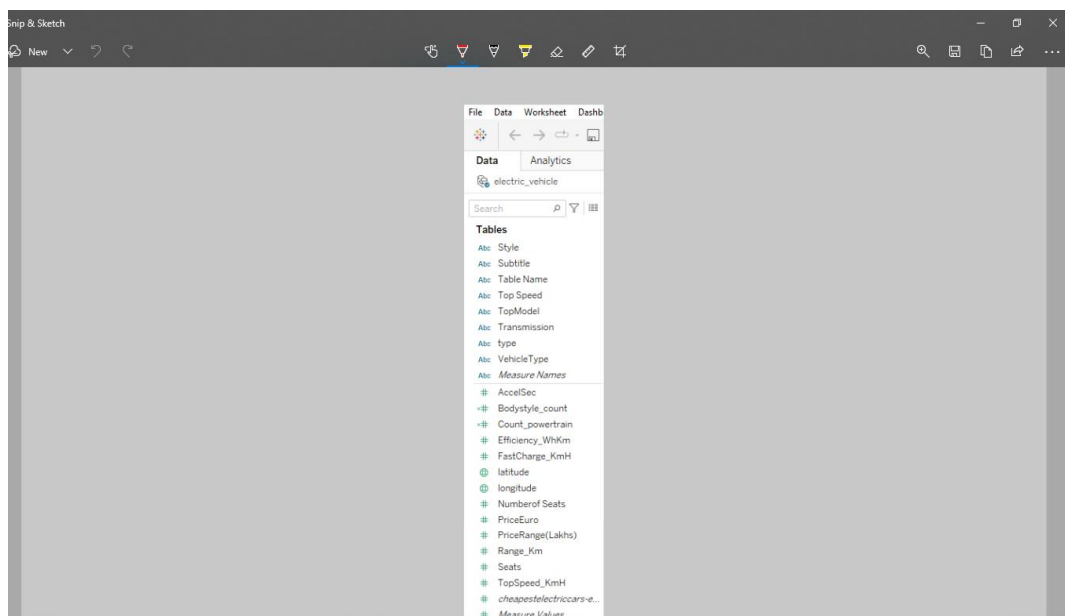 Snip & Sketch
New
File Data Worksheet Dashb
Data Analytics
electric_vehicle
Search
Tables
Abc Style
Abc Subtitle
Abc Table Name
Abc Top Speed
Abc TopModel
Abc Transmission
Abc type
Abc VehicleType
Abc Measure Names
# AccelSec
=# Bodystyle_count
=# Count_powertrain
# Efficiency_WhKm
# FastCharge_KmH
latitude
longitude
# Numberof Seats
# PriceEuro
# PriceRange(Lakhs)
# Range_Km
# Seats
# TopSpeed_KmH
# cheapestelectriccars-e...
# Measure Values